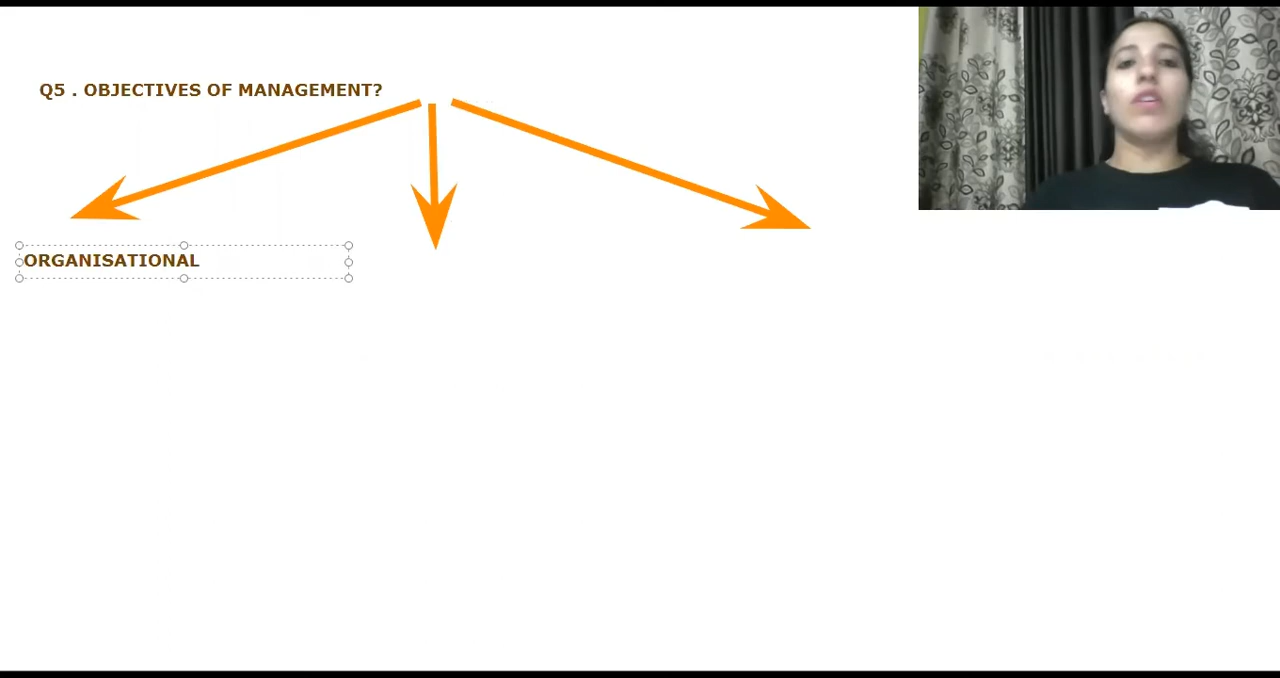 Q5 . OBJECTIVES OF MANAGEMENT?
ORGANISATIONAL